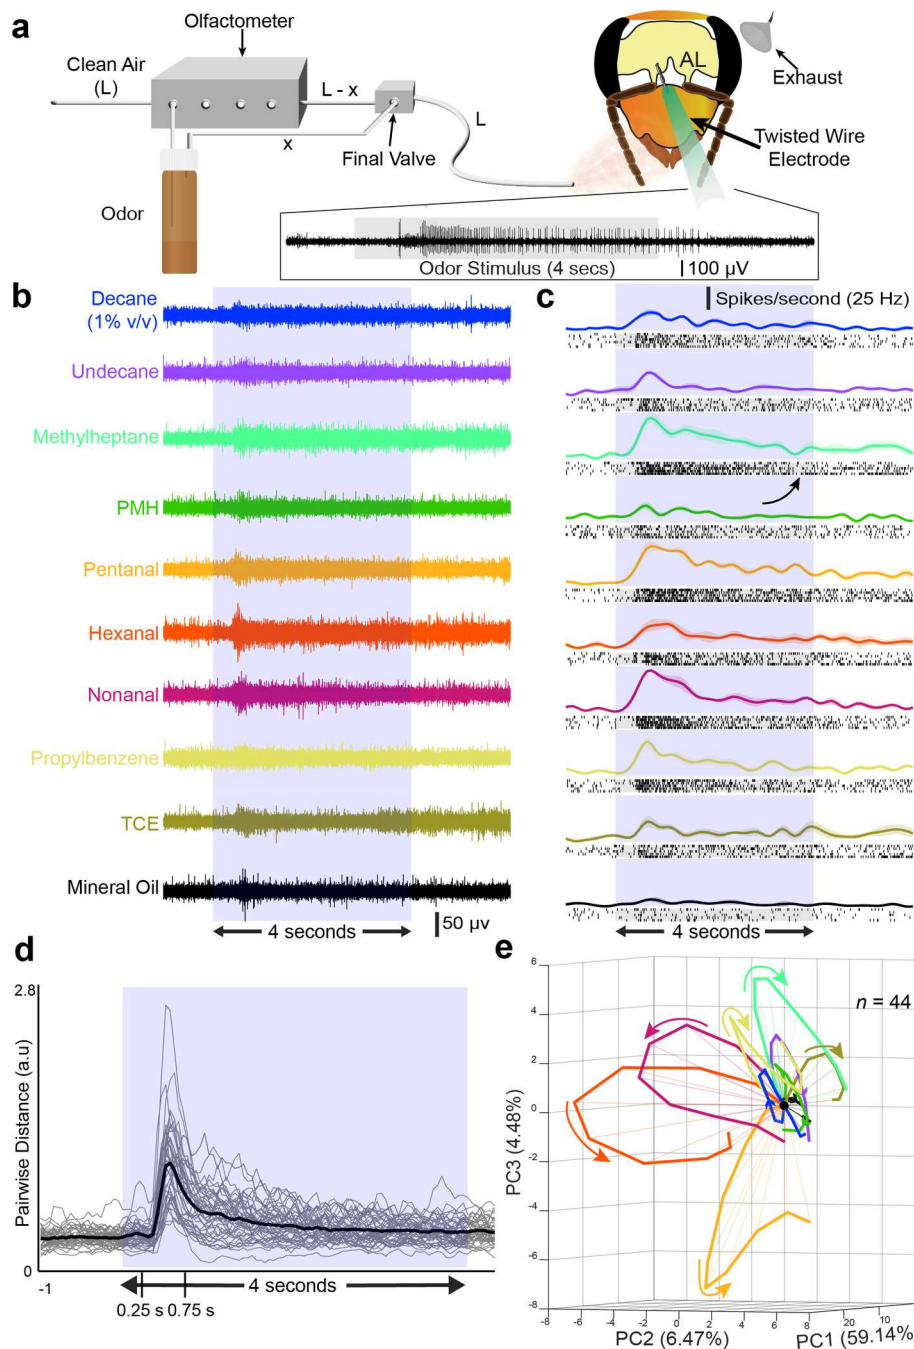 a
Olfactometer
Clean Air
(L)
L - x
L
x
Final Valve
Odor
AL
Exhaust
Twisted Wire
Electrode
Odor Stimulus (4 secs)
100 µV
b
Decane
(1% v/v)
Undecane
Methylheptane
PMH
Pentanal
Hexanal
Nonanal
Propylbenzene
TCE
Mineral Oil
4 seconds
50 µv
c
Spikes/second (25 Hz)
4 seconds
d
2.8
Pairwise Distance (a.u)
0
-1
0.25 s
0.75 s
4 seconds
e
n = 44
6
4
2
0
-2
-4
-6
-8
PC3 (4.48%)
-8 -6 -4 -2 0 2 4 6 8
PC2 (6.47%)
20 10
PC1 (59.14%)